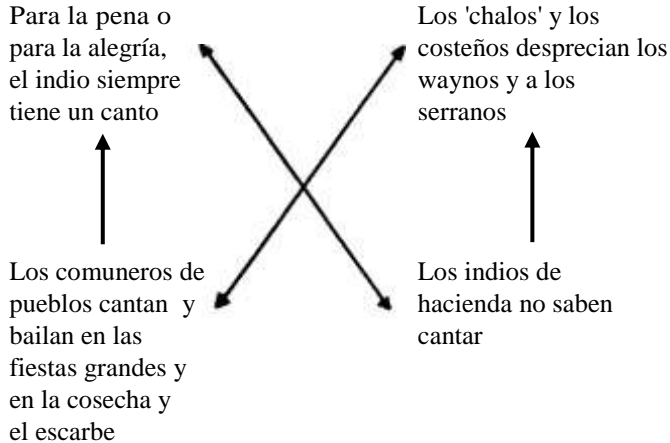 Para la pena o
para la alegría,
el indio siempre
tiene un canto
Los 'chalos' y los
costeños desprecian los
waynos y a los
serranos
Los comuneros de
pueblos cantan y
bailan en las
fiestas grandes y
en la cosecha y
el escarbe
Los indios de
hacienda no saben
cantar